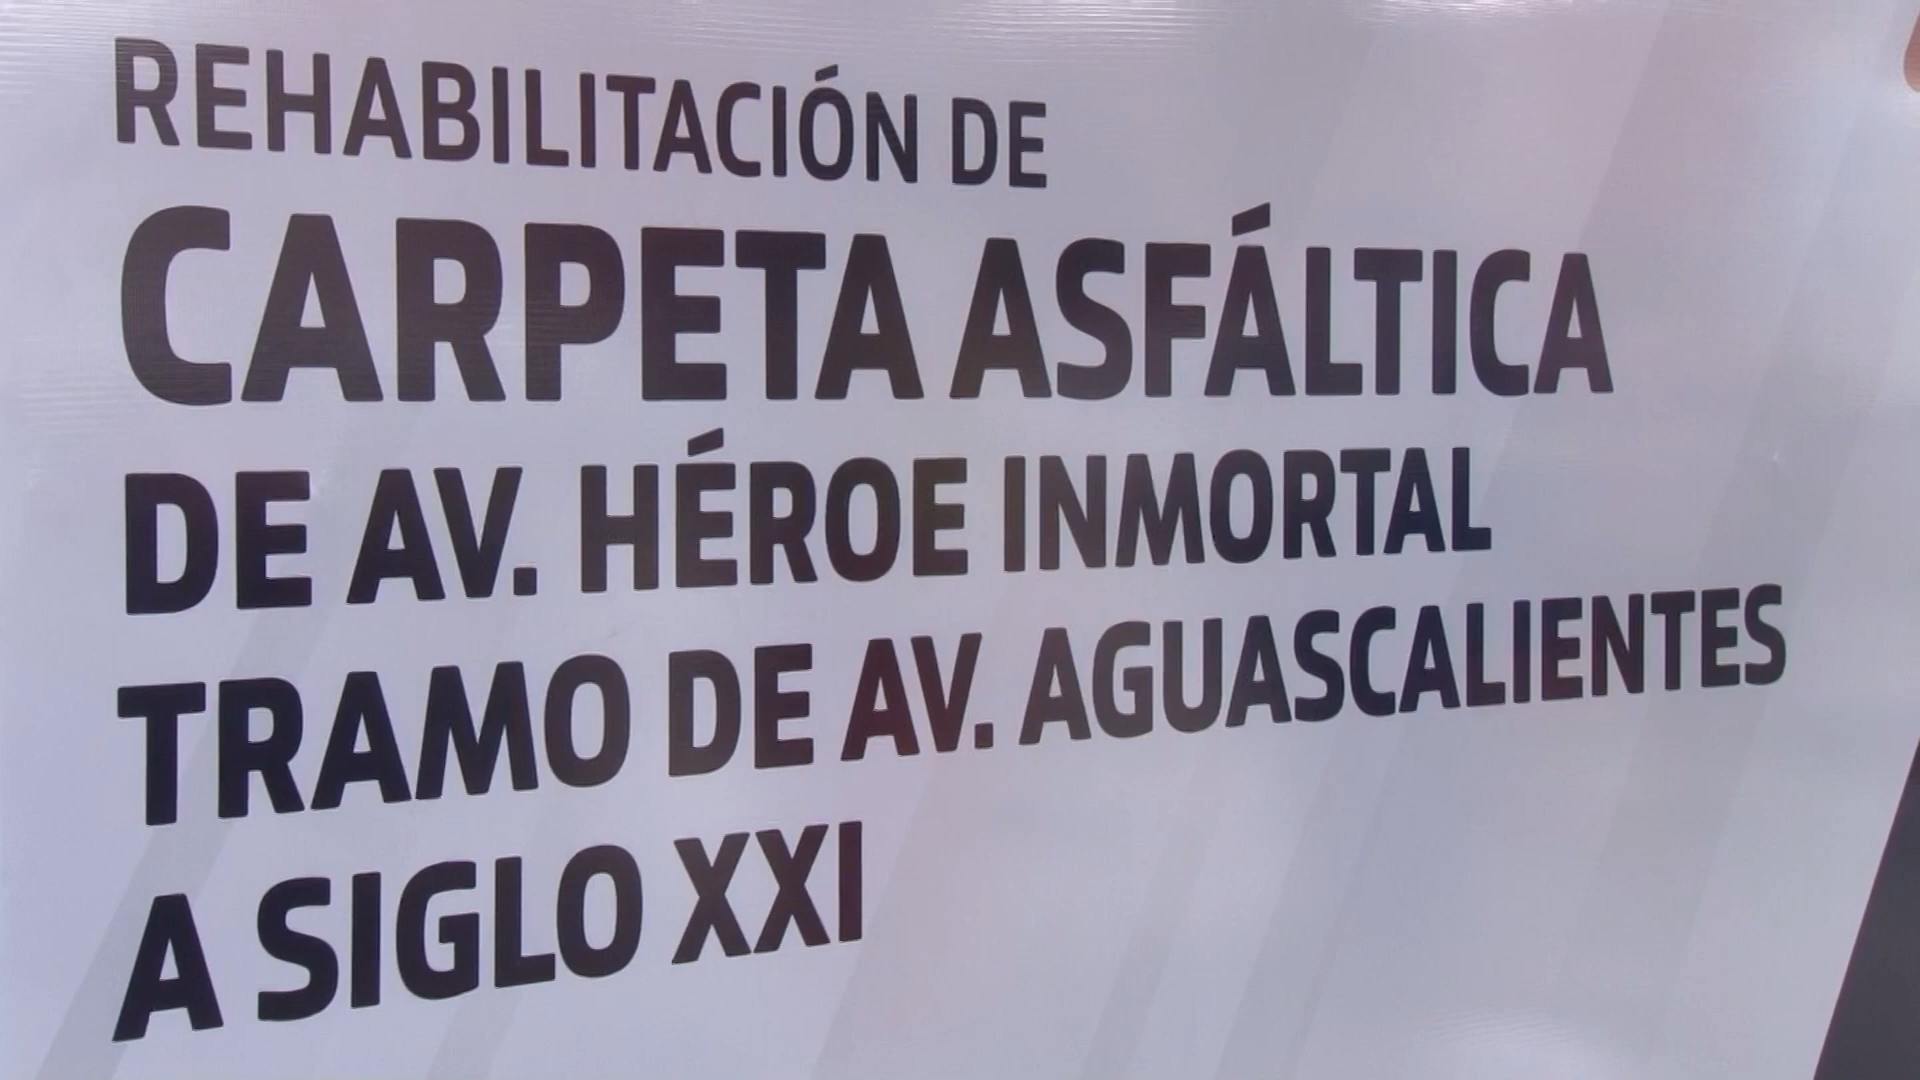 REHABILITACIÓN DE
CARPETA ASFÁLTICA
DE AV. HÉROE INMORTAL
TRAMO DE AV. AGUASCALIENTES
A SIGLO XXI